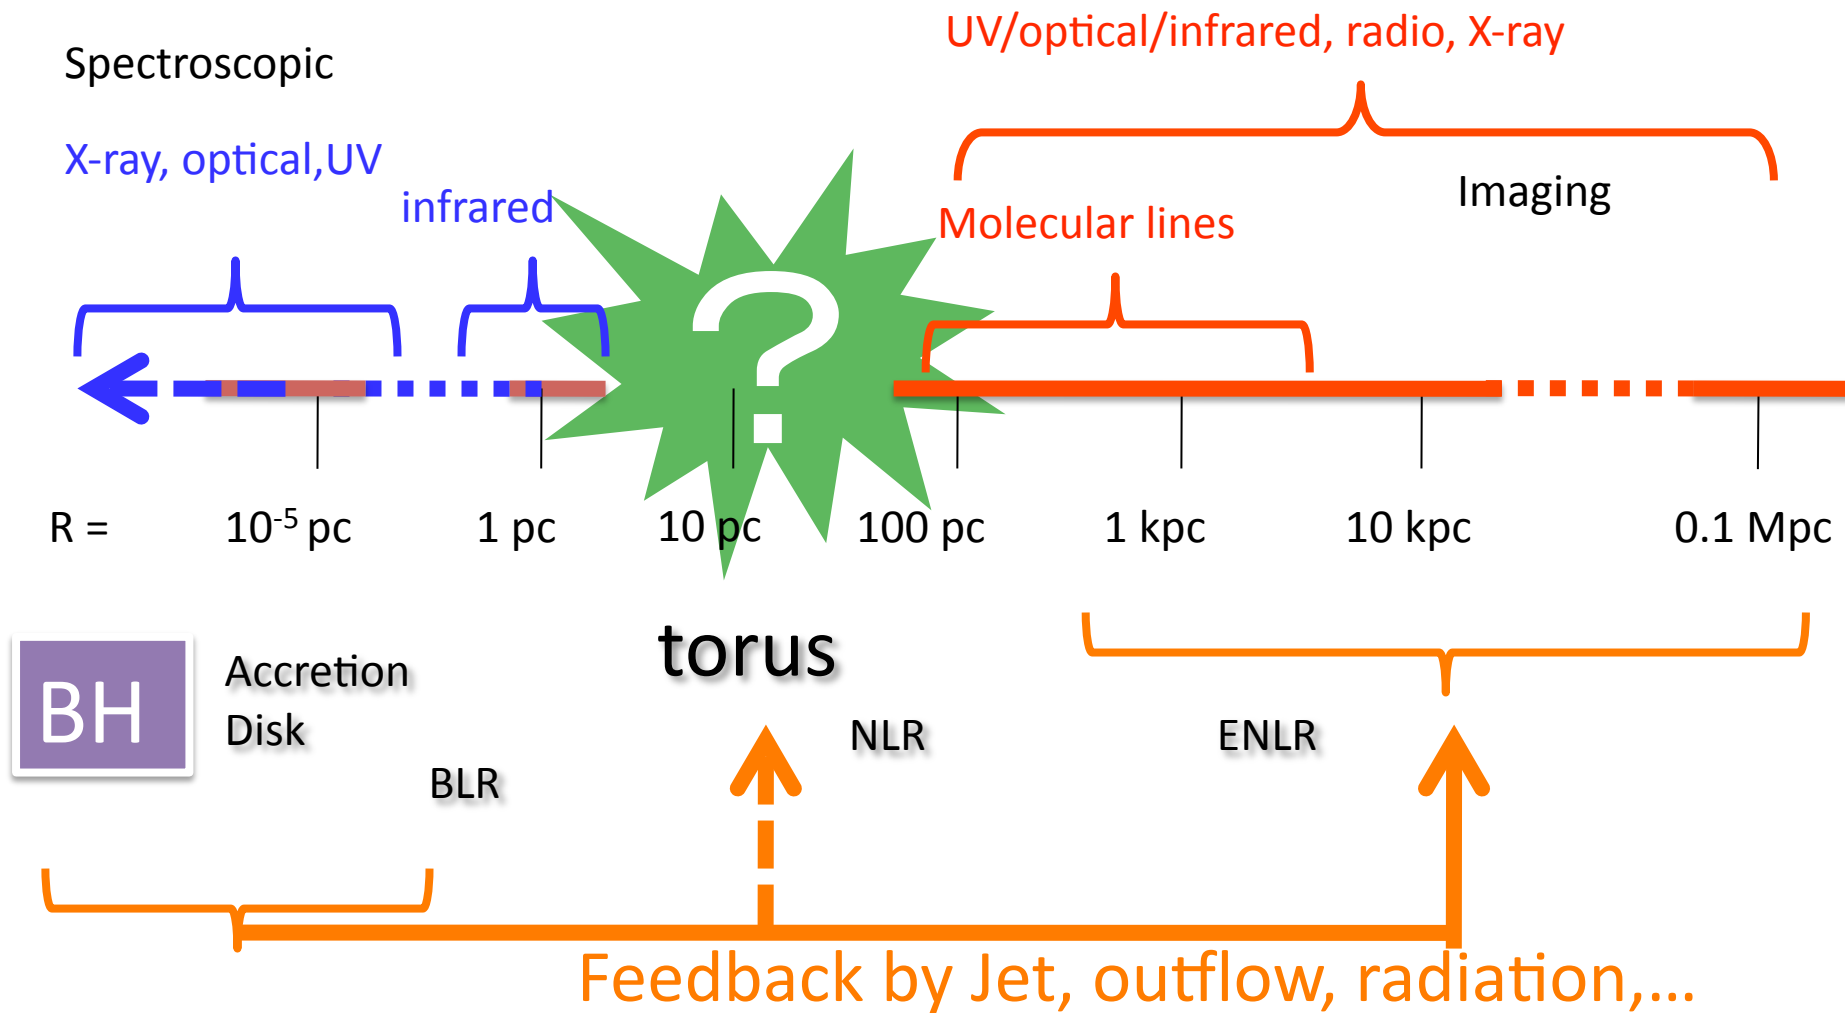 UV/optical/infrared, radio, X-ray
Spectroscopic
X-ray, optical,UV
infrared
Imaging
Molecular lines
?
R = 10⁻⁵ pc 1 pc 10 pc 100 pc 1 kpc 10 kpc 0.1 Mpc
torus
BH
Accretion
Disk
NLR
ENLR
BLR
Feedback by Jet, outflow, radiation,...